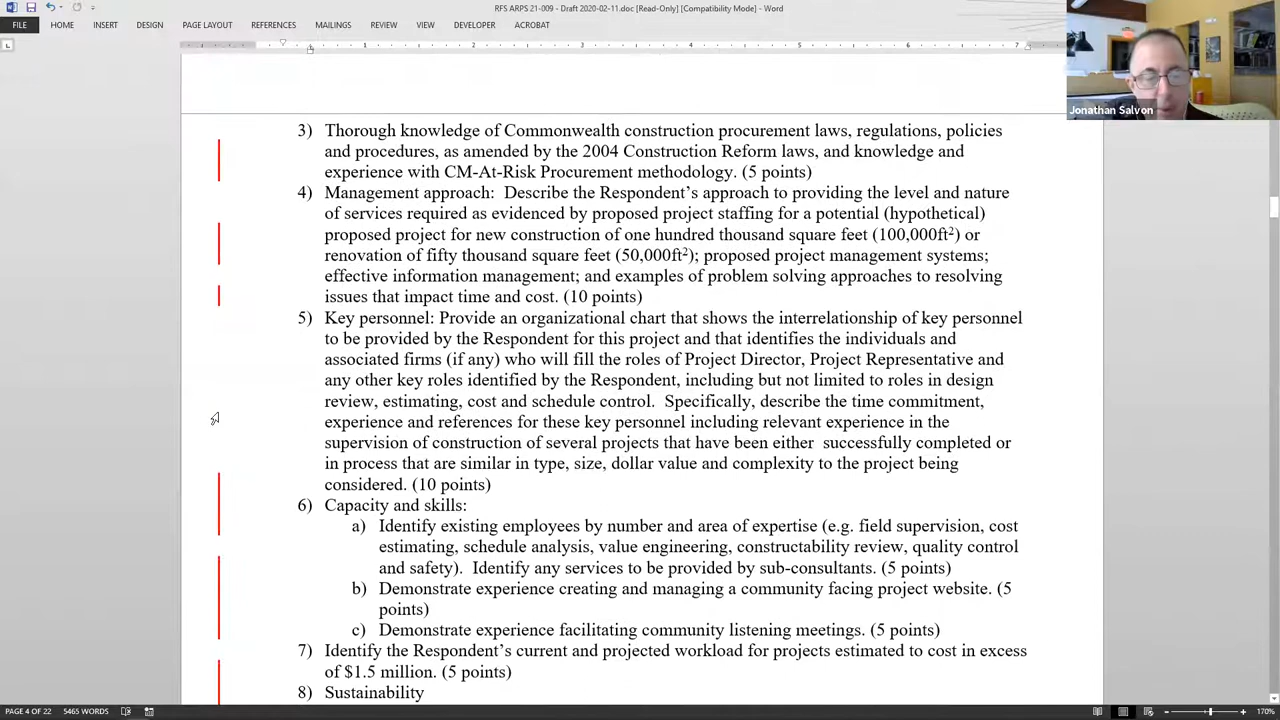 RFS ARPS 21-009 - Draft 2020-02-11.doc [Read-Only] [Compatibility Mode] - Word
FILE HOME INSERT DESIGN PAGE LAYOUT REFERENCES MAILINGS REVIEW VIEW DEVELOPER ACROBAT
1 2 3 4 5 6 7
Jonathan Salvon
3) Thorough knowledge of Commonwealth construction procurement laws, regulations, policies
and procedures, as amended by the 2004 Construction Reform laws, and knowledge and
experience with CM-At-Risk Procurement methodology. (5 points)
4) Management approach: Describe the Respondent's approach to providing the level and nature
of services required as evidenced by proposed project staffing for a potential (hypothetical)
proposed project for new construction of one hundred thousand square feet (100,000ft²) or
renovation of fifty thousand square feet (50,000ft²); proposed project management systems;
effective information management; and examples of problem solving approaches to resolving
issues that impact time and cost. (10 points)
5) Key personnel: Provide an organizational chart that shows the interrelationship of key personnel
to be provided by the Respondent for this project and that identifies the individuals and
associated firms (if any) who will fill the roles of Project Director, Project Representative and
any other key roles identified by the Respondent, including but not limited to roles in design
review, estimating, cost and schedule control. Specifically, describe the time commitment,
experience and references for these key personnel including relevant experience in the
supervision of construction of several projects that have been either successfully completed or
in process that are similar in type, size, dollar value and complexity to the project being
considered. (10 points)
6) Capacity and skills:
a) Identify existing employees by number and area of expertise (e.g. field supervision, cost
estimating, schedule analysis, value engineering, constructability review, quality control
and safety). Identify any services to be provided by sub-consultants. (5 points)
b) Demonstrate experience creating and managing a community facing project website. (5
points)
c) Demonstrate experience facilitating community listening meetings. (5 points)
7) Identify the Respondent's current and projected workload for projects estimated to cost in excess
of $1.5 million. (5 points)
8) Sustainability
PAGE 4 OF 22 5465 WORDS 170%